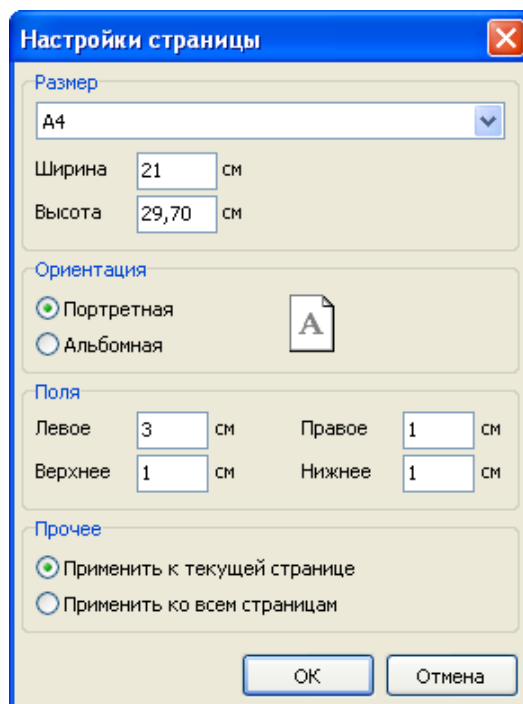 Настройки страницы
Размер
A4
Ширина 21 см
Высота 29,70 см
Ориентация
Портретная
A
Альбомная
Поля
Левое 3 см Правое 1 см
Верхнее 1 см Нижнее 1 см
Прочее
Применить к текущей странице
Применить ко всем страницам
ОК Отмена